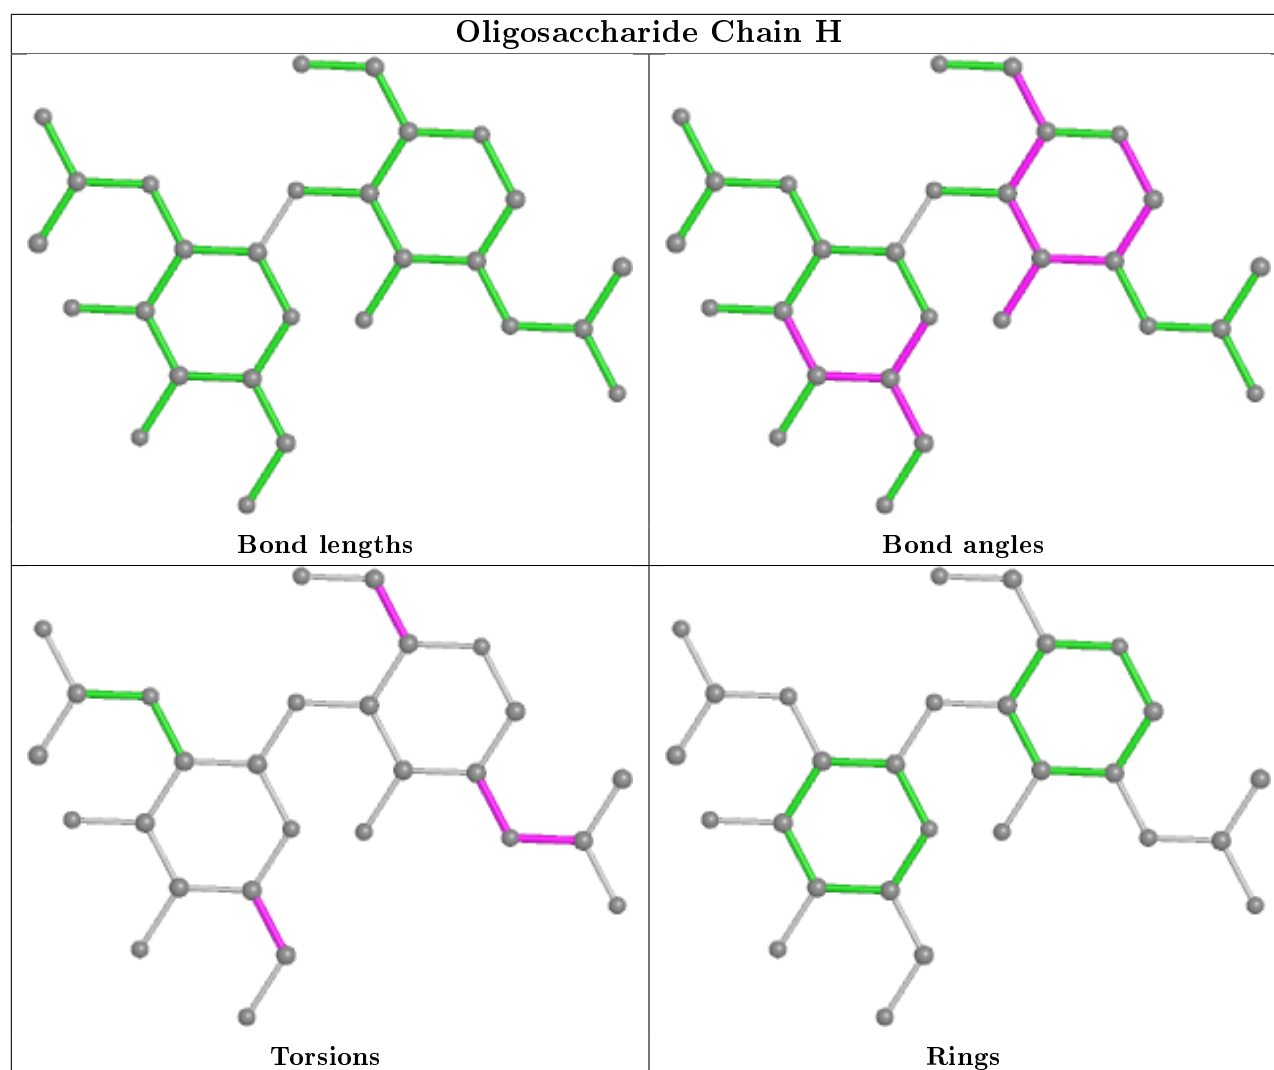 Oligosaccharide Chain H
Bond lengths
Bond angles
Torsions
Rings